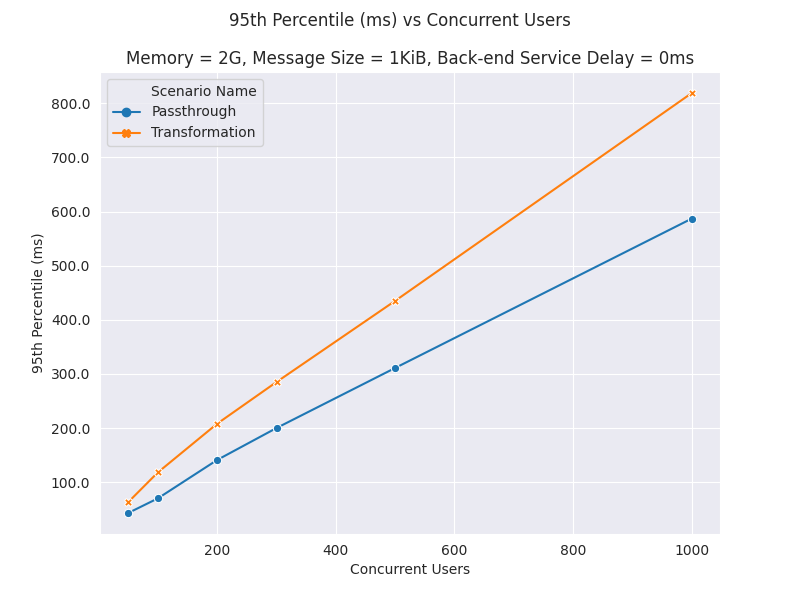 95th Percentile (ms) vs Concurrent Users
Memory = 2G, Message Size = 1KiB, Back-end Service Delay = 0ms
Scenario Name
Passthrough
Transformation
800.0
700.0
600.0
500.0
400.0
300.0
200.0
100.0
95th Percentile (ms)
200 400 600 800 1000
Concurrent Users